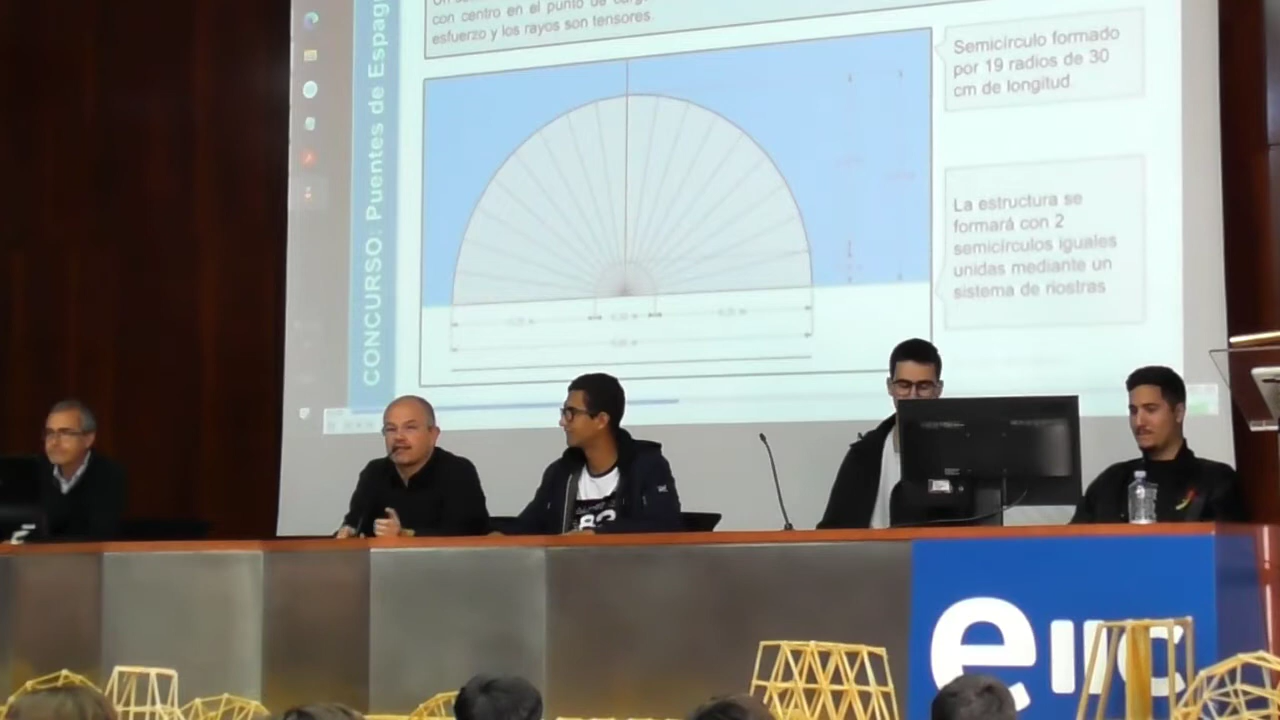 con centro en el punto de
esfuerzo y los rayos son tensores.
CONCURSO: Puentes de Espag
Semicírculo formado
por 19 radios de 30
cm de longitud
La estructura se
formará con 2
semicírculos iguales
unidas mediante un
sistema de riostras
83
eiic